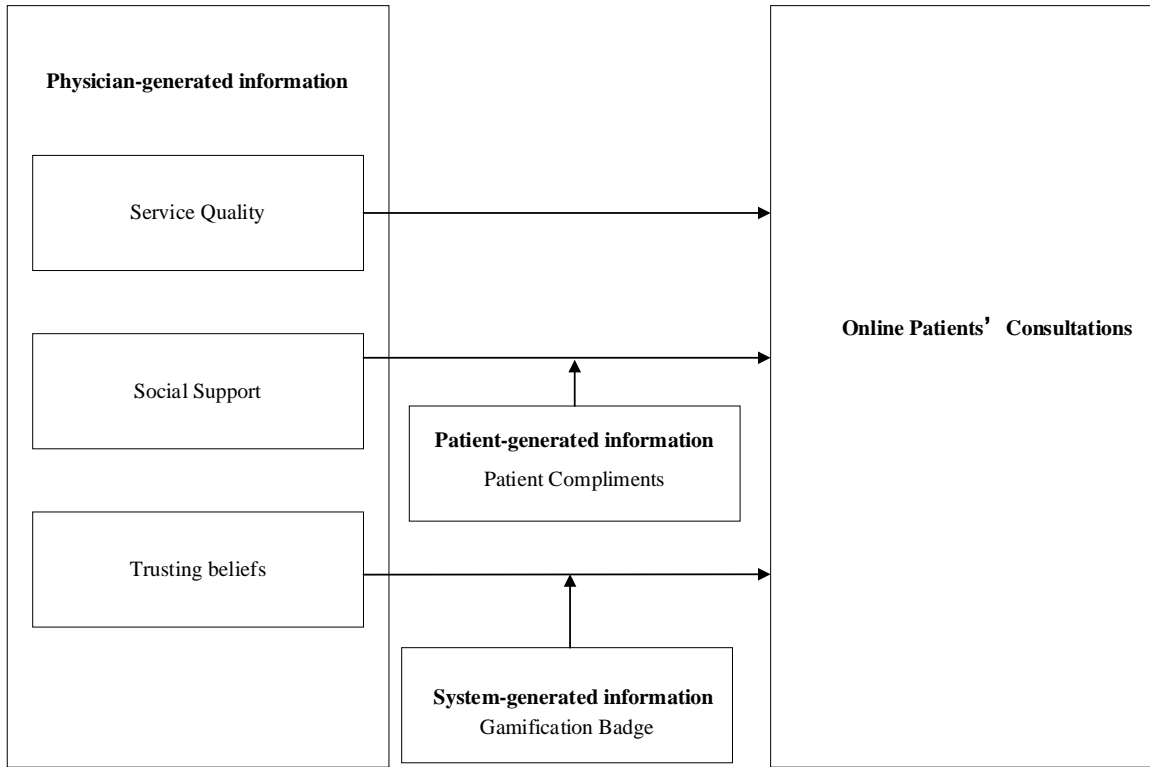 Physician-generated information
Service Quality
Online Patients’ Consultations
Social Support
Patient-generated information
Patient Compliments
Trusting beliefs
System-generated information
Gamification Badge